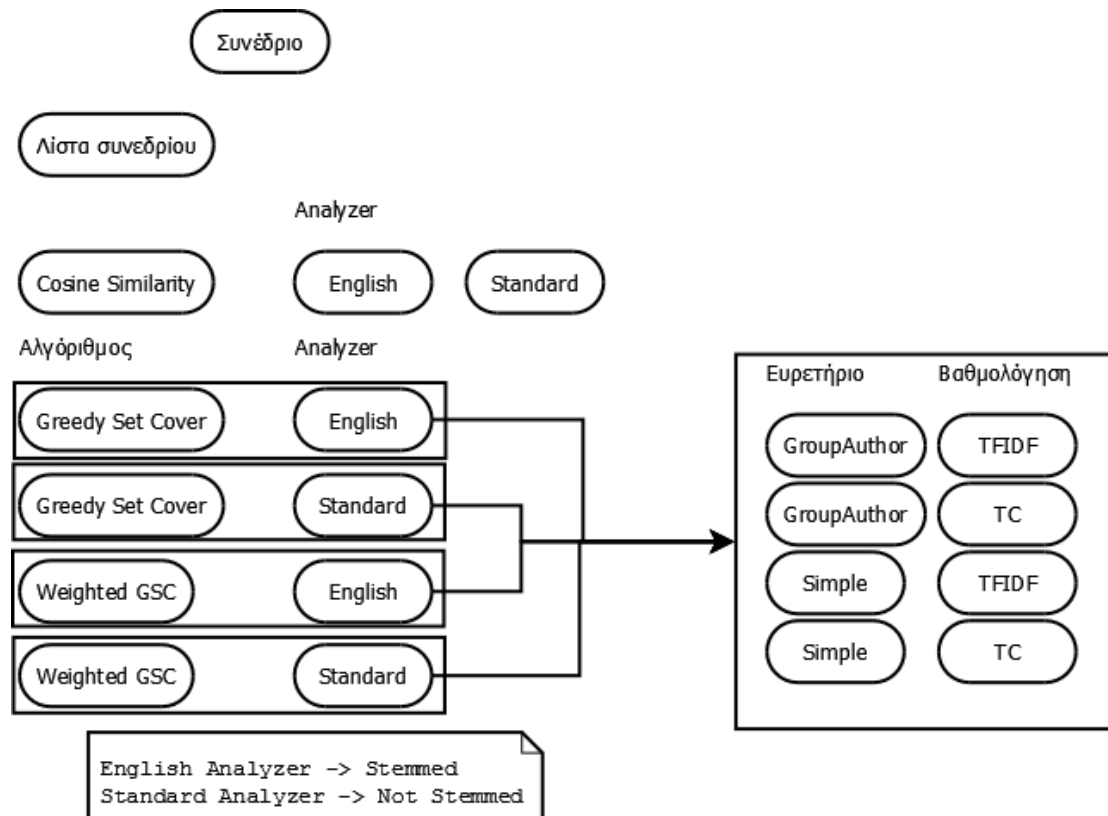 Συνέδριο
Λίστα συνεδρίου
Analyzer
Cosine Similarity English Standard
Αλγόριθμος Analyzer
Ευρετήριο Βαθμολόγηση
Greedy Set Cover English
GroupAuthor TFIDF
Greedy Set Cover Standard
GroupAuthor TC
Weighted GSC English
Simple TFIDF
Weighted GSC Standard
Simple TC
English Analyzer -> Stemmed
Standard Analyzer -> Not Stemmed